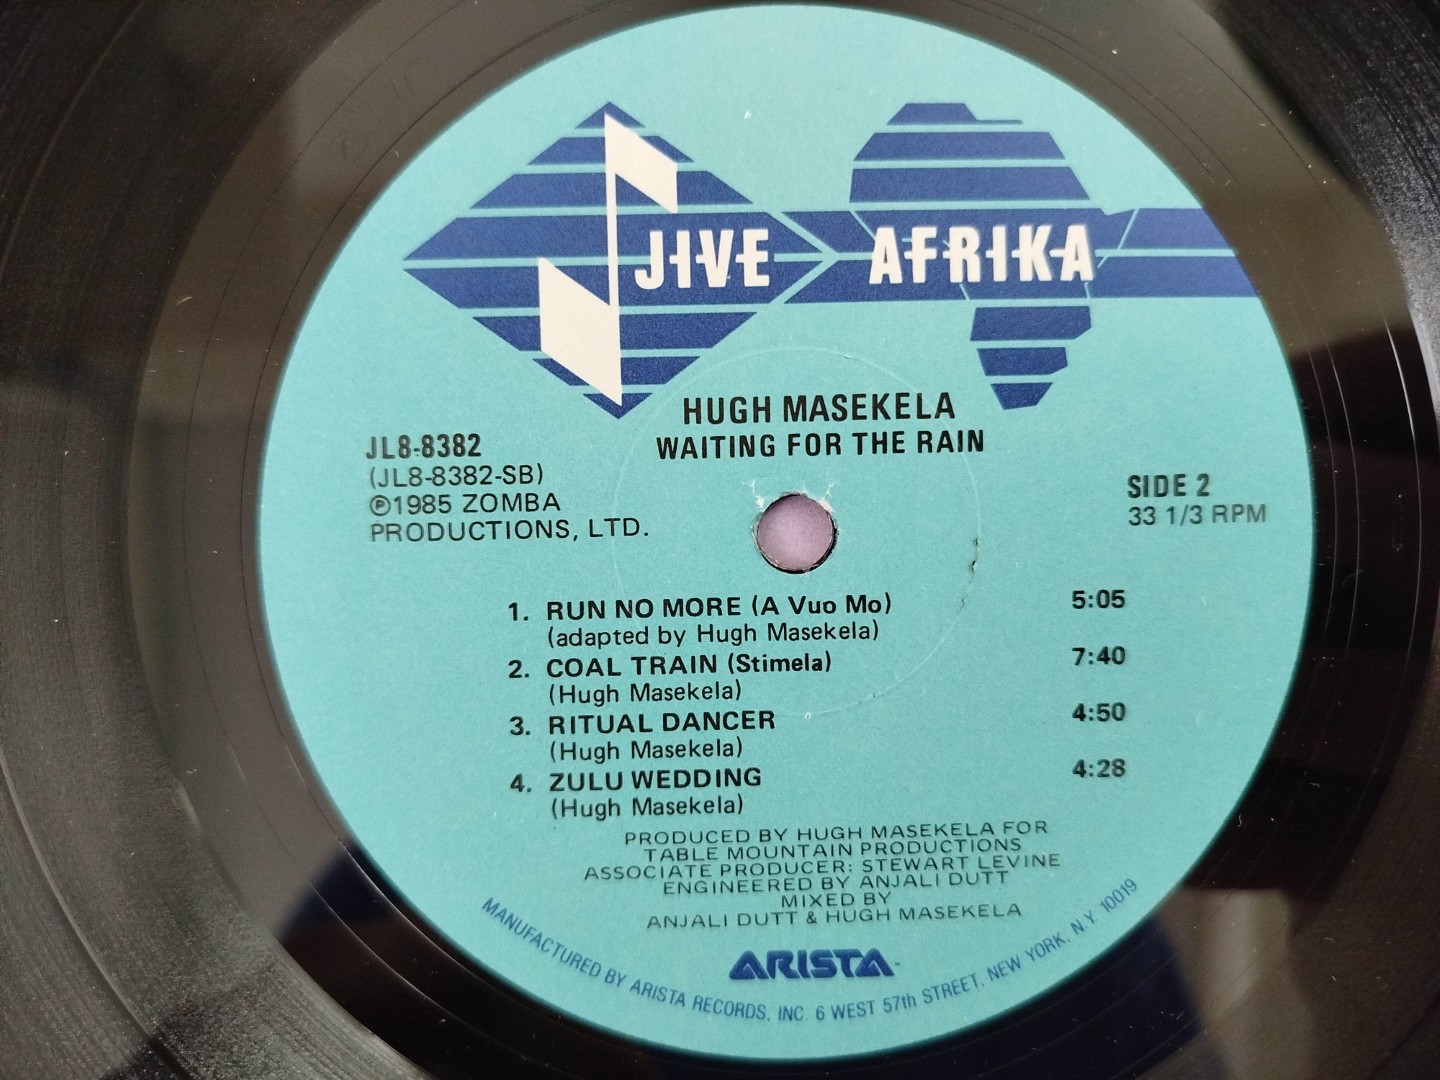 JIVE AFRIKA
HUGH MASEKELA
WAITING FOR THE RAIN
JL8-8382
(JL8-8382-SB)
℗1985 ZOMBA
PRODUCTIONS, LTD.
SIDE 2
33 1/3 RPM
1. RUN NO MORE (A Vuo Mo) 5:05
(adapted by Hugh Masekela)
2. COAL TRAIN (Stimela) 7:40
(Hugh Masekela)
3. RITUAL DANCER 4:50
(Hugh Masekela)
4. ZULU WEDDING 4:28
(Hugh Masekela)
PRODUCED BY HUGH MASEKELA FOR
TABLE MOUNTAIN PRODUCTIONS
ASSOCIATE PRODUCER: STEWART LEVINE
ENGINEERED BY ANJALI DUTT
MIXED BY
ANJALI DUTT & HUGH MASEKELA
ARISTA
MANUFACTURED BY ARISTA RECORDS, INC. 6 WEST 57th STREET, NEW YORK, N.Y. 10019